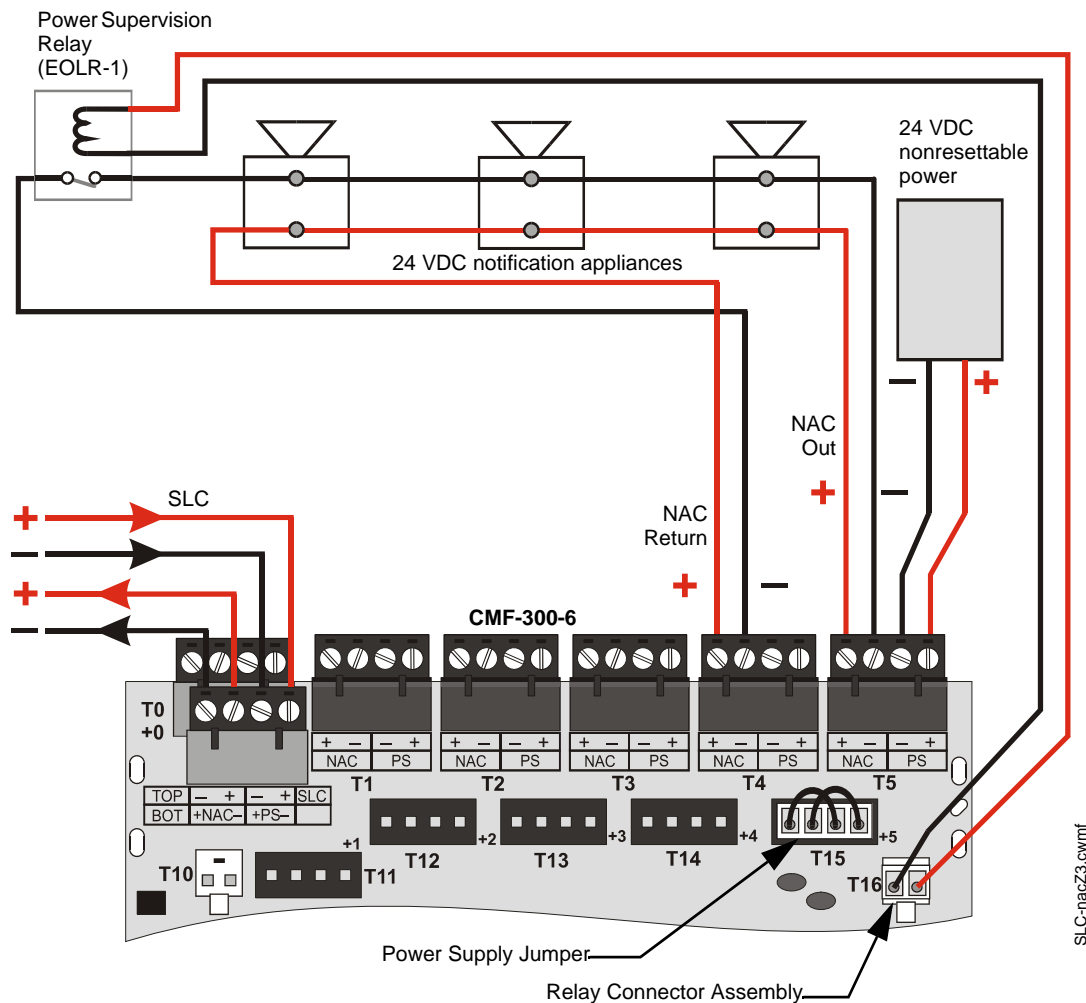 Power Supervision
Relay
(EOLR-1)
24 VDC
nonresettable
power
24 VDC notification appliances
− +
NAC
Out
+ −
SLC
+
−
+
−
NAC
Return
+ −
CMF-300-6
T0
+0
+ − − +
NAC PS
+ − − +
NAC PS
+ − − +
NAC PS
+ − − +
NAC PS
+ − − +
NAC PS
T1 T2 T3 T4 T5
TOP − + − + SLC
BOT +NAC− +PS−
+1 +2 +3 +4 +5
T10 T11 T12 T13 T14 T15 T16
Power Supply Jumper
Relay Connector Assembly
SLC-nacZ3.cwmf